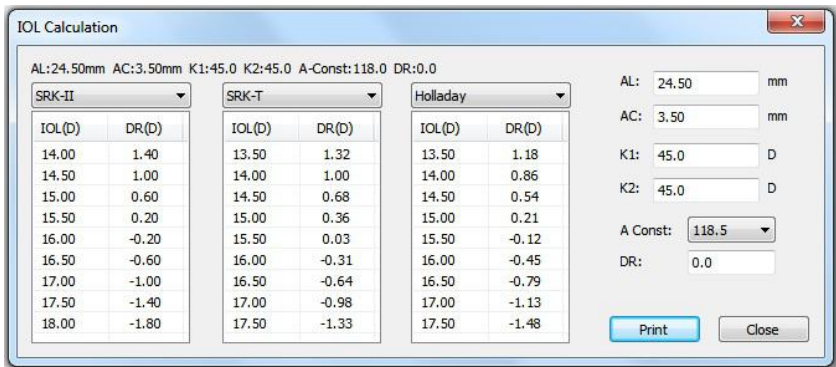 IOL Calculation
AL:24.50mm AC:3.50mm K1:45.0 K2:45.0 A-Const:118.0 DR:0.0
SRK-II SRK-T Holladay
IOL(D) DR(D) IOL(D) DR(D) IOL(D) DR(D)
14.00 1.40 13.50 1.32 13.50 1.18
14.50 1.00 14.00 1.00 14.00 0.86
15.00 0.60 14.50 0.68 14.50 0.54
15.50 0.20 15.00 0.36 15.00 0.21
16.00 -0.20 15.50 0.03 15.50 -0.12
16.50 -0.60 16.00 -0.31 16.00 -0.45
17.00 -1.00 16.50 -0.64 16.50 -0.79
17.50 -1.40 17.00 -0.98 17.00 -1.13
18.00 -1.80 17.50 -1.33 17.50 -1.48
AL: 24.50 mm
AC: 3.50 mm
K1: 45.0 D
K2: 45.0 D
A Const: 118.5
DR: 0.0
Print Close